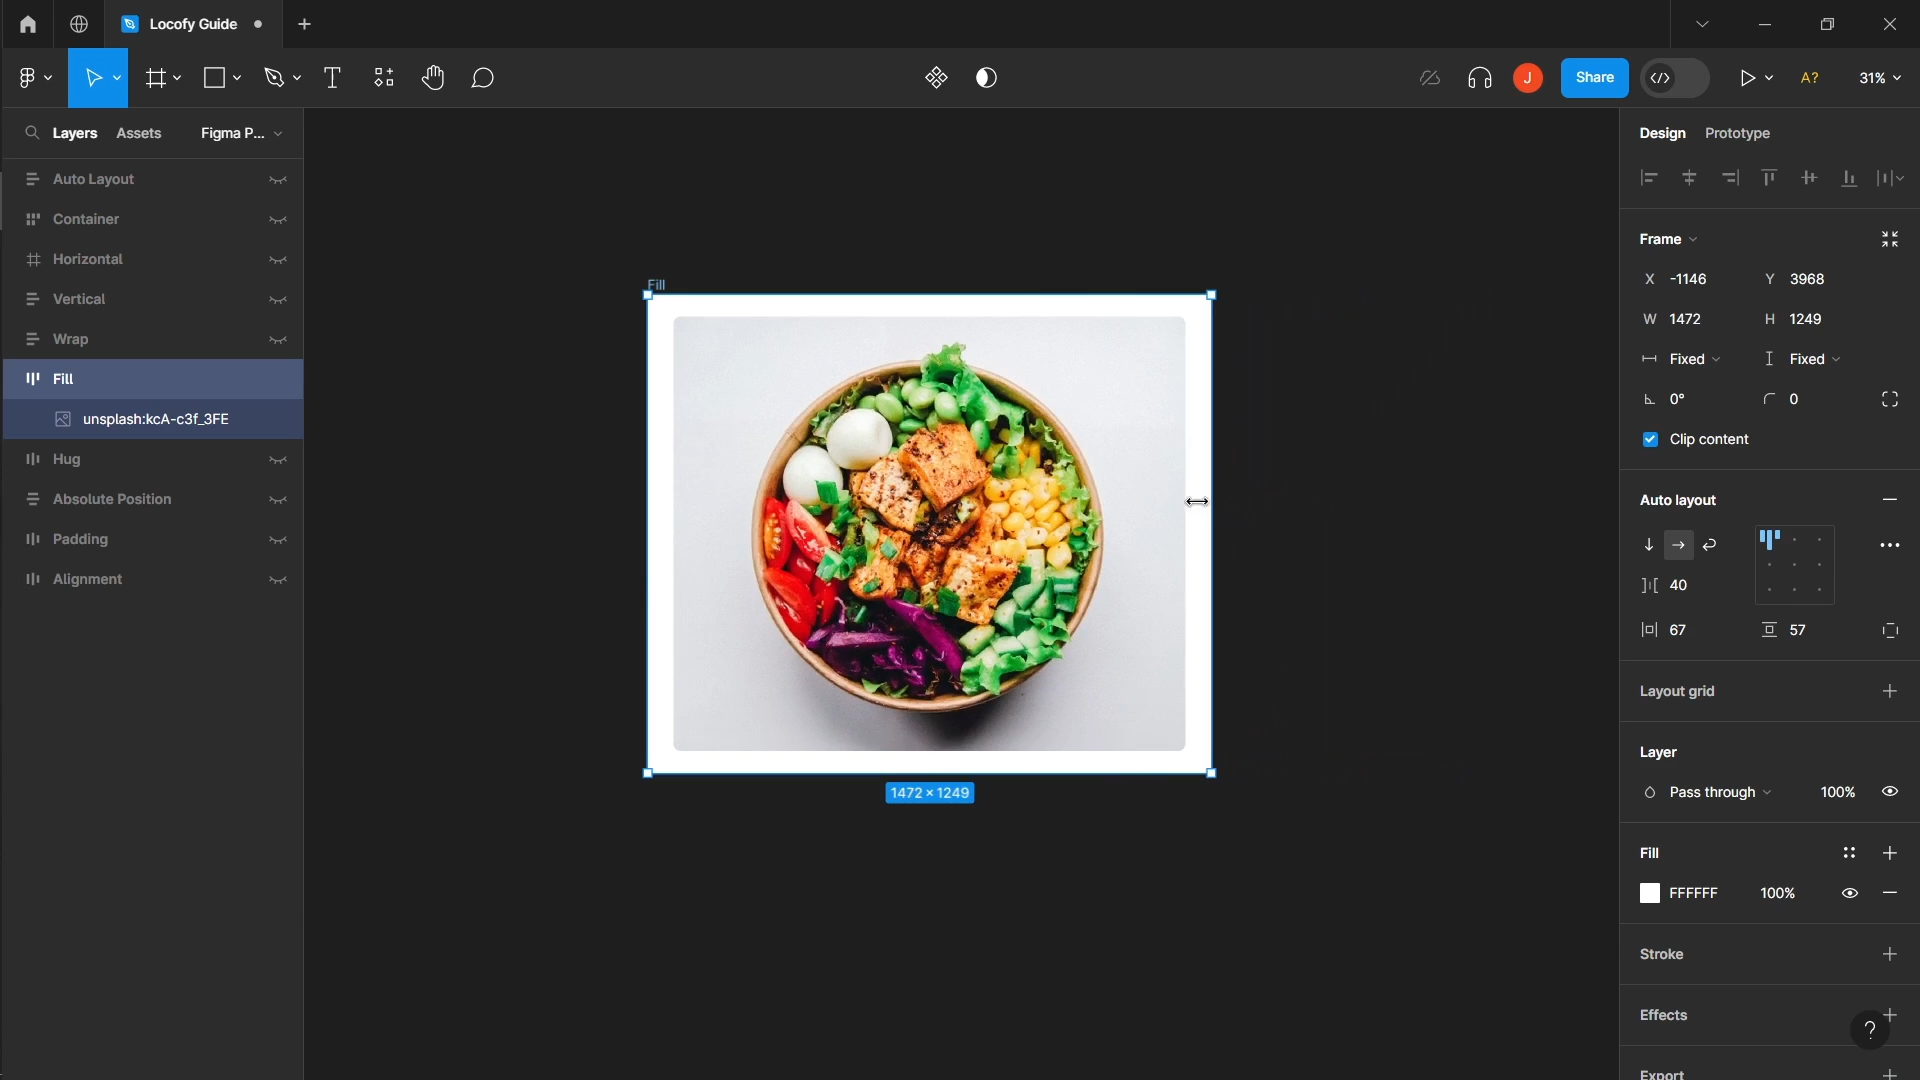 Locofy Guide
Share
31%
A?
J
Layers Assets Figma P...
Auto Layout
Container
Horizontal
Vertical
Wrap
Fill
unsplash:kcA-c3f_3FE
Hug
Absolute Position
Padding
Alignment
Fill
1472 × 1249
Design Prototype
Frame
X -1146 Y 3968
W 1472 H 1249
Fixed Fixed
0° 0
Clip content
Auto layout
40
67 57
Layout grid
Layer
Pass through 100%
Fill
FFFFFF 100%
Stroke
Effects
?
Export